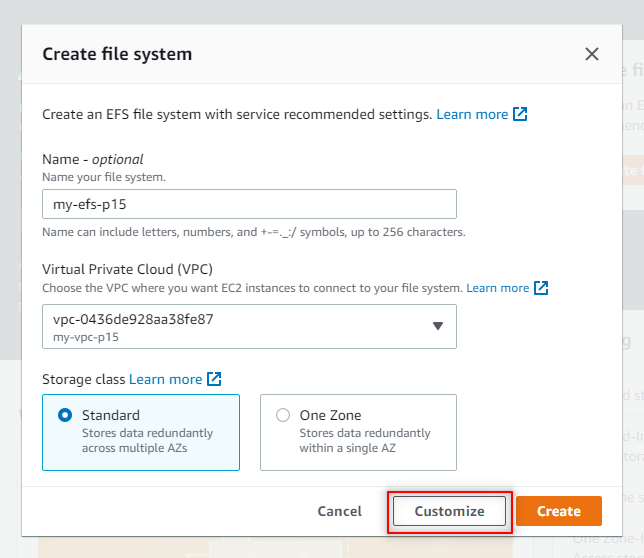 Create file system
Create an EFS file system with service recommended settings. Learn more
Name - optional
Name your file system.
my-efs-p15
Name can include letters, numbers, and +-=._:/ symbols, up to 256 characters.
Virtual Private Cloud (VPC)
Choose the VPC where you want EC2 instances to connect to your file system. Learn more
vpc-0436de928aa38fe87
my-vpc-p15
Storage class Learn more
Standard
Stores data redundantly
across multiple AZs
One Zone
Stores data redundantly
within a single AZ
Cancel
Customize
Create